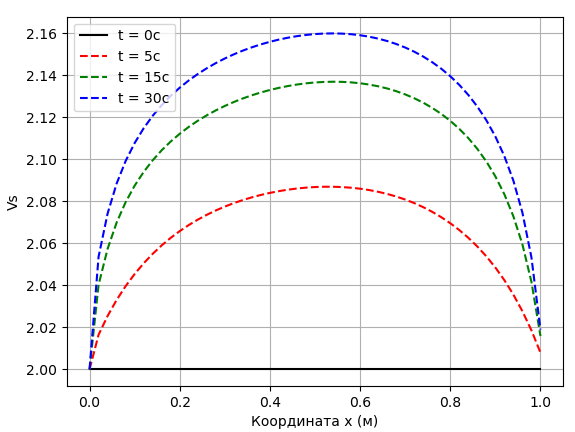 t = 0c
t = 5c
t = 15c
t = 30c
2.16
2.14
2.12
2.10
2.08
2.06
2.04
2.02
2.00
Vs
0.0 0.2 0.4 0.6 0.8 1.0
Координата x (м)